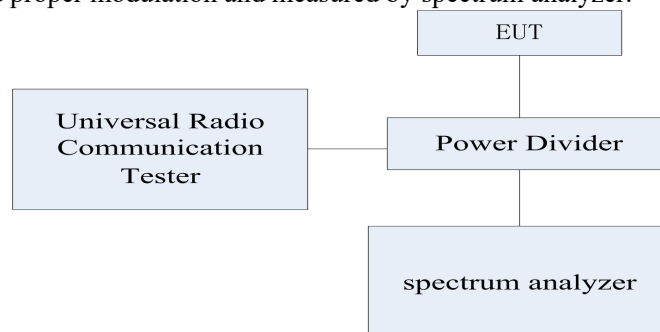 proper modulation and measured by spectrum analyzer.
EUT
Universal Radio
Communication
Tester
Power Divider
spectrum analyzer